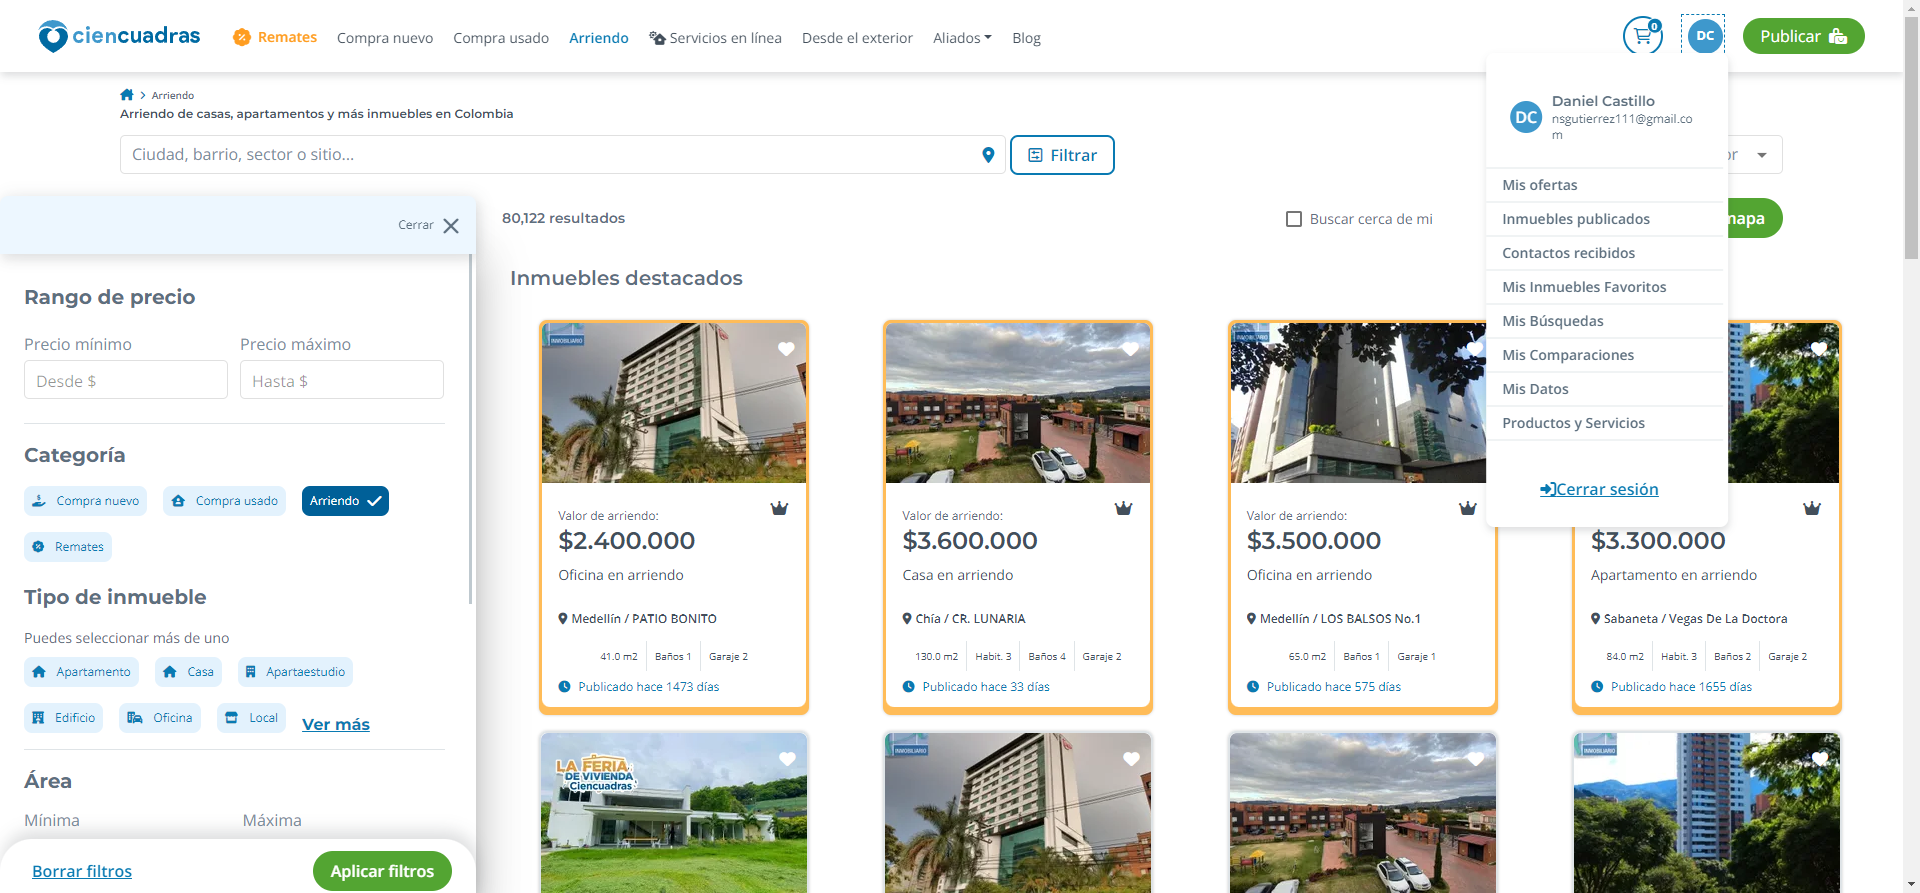 ciencuadras
Remates
Compra nuevo
Compra usado
Arriendo
Servicios en línea
Desde el exterior
Aliados
Blog
0
DC
Publicar
Arriendo
Arriendo de casas, apartamentos y más inmuebles en Colombia
Ciudad, barrio, sector o sitio...
Filtrar
DC
Daniel Castillo
nsgutierrez111@gmail.co
m
Mis ofertas
Inmuebles publicados
Contactos recibidos
Mis Inmuebles Favoritos
Mis Búsquedas
Mis Comparaciones
Mis Datos
Productos y Servicios
Cerrar sesión
Cerrar
Rango de precio
Precio mínimo
Precio máximo
Desde $
Hasta $
Categoría
Compra nuevo
Compra usado
Arriendo
Remates
Tipo de inmueble
Puedes seleccionar más de uno
Apartamento
Casa
Apartaestudio
Edificio
Oficina
Local
Ver más
Área
Mínima
Máxima
Borrar filtros
Aplicar filtros
80,122 resultados
Buscar cerca de mi
Inmuebles destacados
INMOBILIARIO
Valor de arriendo:
$2.400.000
Oficina en arriendo
Medellín / PATIO BONITO
41.0 m2
Baños 1
Garaje 2
Publicado hace 1473 días
Valor de arriendo:
$3.600.000
Casa en arriendo
Chía / CR. LUNARIA
130.0 m2
Habit. 3
Baños 4
Garaje 2
Publicado hace 33 días
INMOBILIARIO
Valor de arriendo:
$3.500.000
Oficina en arriendo
Medellín / LOS BALSOS No.1
65.0 m2
Baños 1
Garaje 1
Publicado hace 575 días
$3.300.000
Apartamento en arriendo
Sabaneta / Vegas De La Doctora
84.0 m2
Habit. 3
Baños 2
Garaje 2
Publicado hace 1655 días
LA FERIA
DE VIVIENDA
Ciencuadras
INMOBILIARIO
INMOBILIARIO